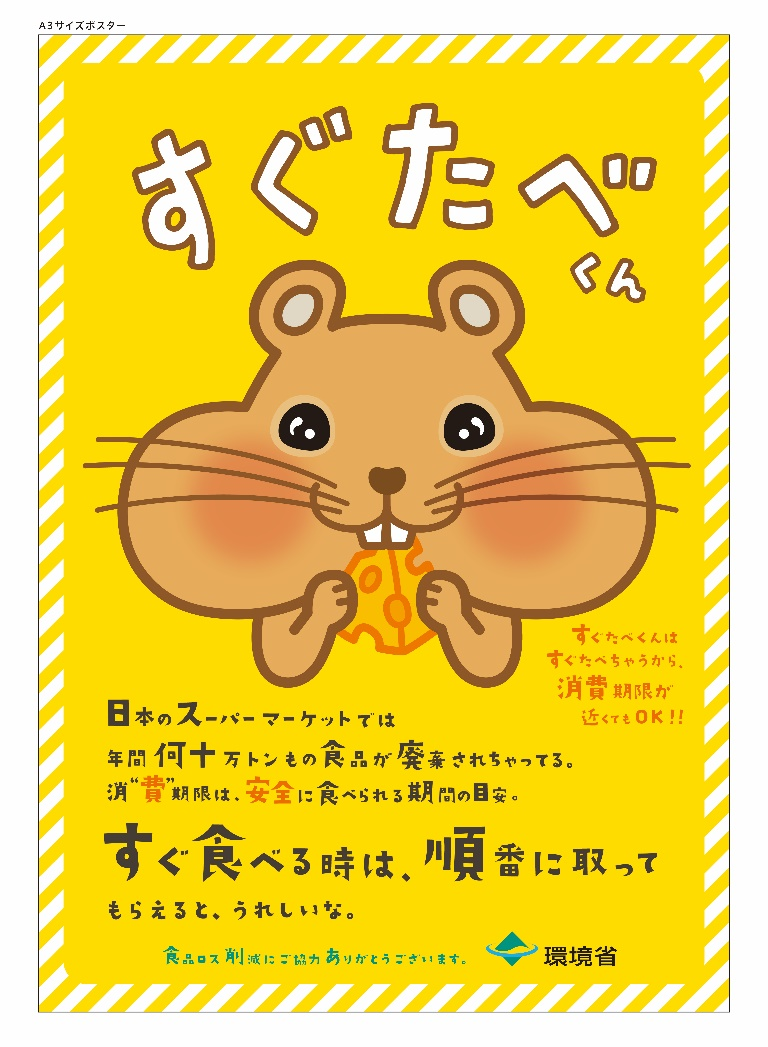 A3サイズポスター
すぐたべ
くん
すぐたべくんは
すぐたべちゃうから、
消費期限が
近くてもOK!!
日本のスーパーマーケットでは
年間何十万トンもの食品が廃棄されちゃってる。
消“費”期限は、安全に食べられる期間の目安。
すぐ食べる時は、順番に取って
もらえると、うれしいな。
食品ロス削減にご協力ありがとうございます。
環境省